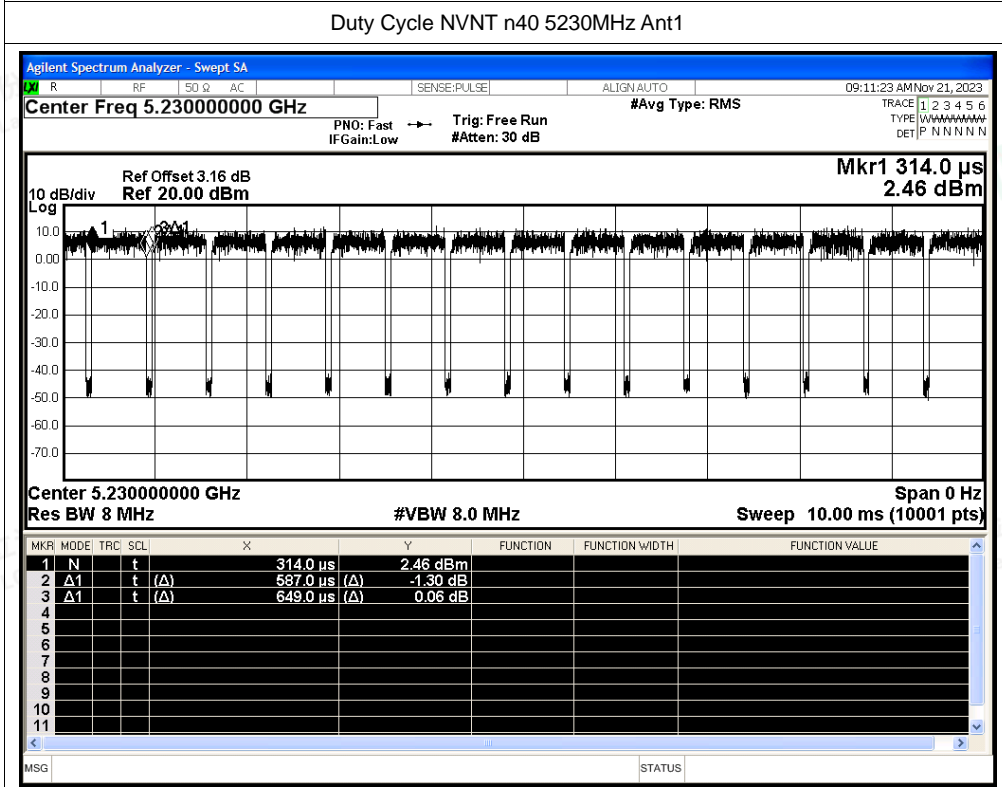 Duty Cycle NVNT n40 5230MHz Ant1
Agilent Spectrum Analyzer - Swept SA
LXI R RF 50 Ω AC SENSE:PULSE ALIGN AUTO 09:11:23 AM Nov 21, 2023
Center Freq 5.230000000 GHz #Avg Type: RMS TRACE 1 2 3 4 5 6
PNO: Fast Trig: Free Run TYPE
IFGain:Low #Atten: 30 dB DET P N N N N N
Mkr1 314.0 µs
Ref Offset 3.16 dB
10 dB/div Ref 20.00 dBm 2.46 dBm
Log
1 3Δ1
10.0
0.00
-10.0
-20.0
-30.0
-40.0
-50.0
-60.0
-70.0
Center 5.230000000 GHz Span 0 Hz
Res BW 8 MHz #VBW 8.0 MHz Sweep 10.00 ms (10001 pts)
MKR MODE TRC SCL X Y FUNCTION FUNCTION WIDTH FUNCTION VALUE
1 N t 314.0 µs 2.46 dBm
2 Δ1 t (Δ) 587.0 µs (Δ) -1.30 dB
3 Δ1 t (Δ) 649.0 µs (Δ) 0.06 dB
4
5
6
7
8
9
10
11
MSG STATUS